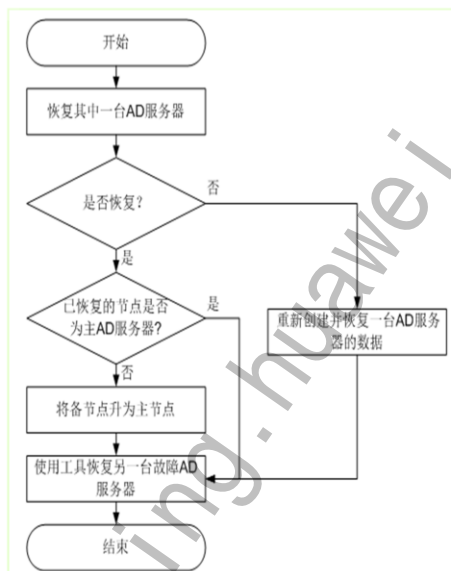 开始
恢复其中一台AD服务器
是否恢复？
否
是
已恢复的节点是否
为主AD服务器?
是
重新创建并恢复一台AD服务
器的数据
否
将备节点升为主节点
使用工具恢复另一台故障AD
服务器
结束
ing.huawei